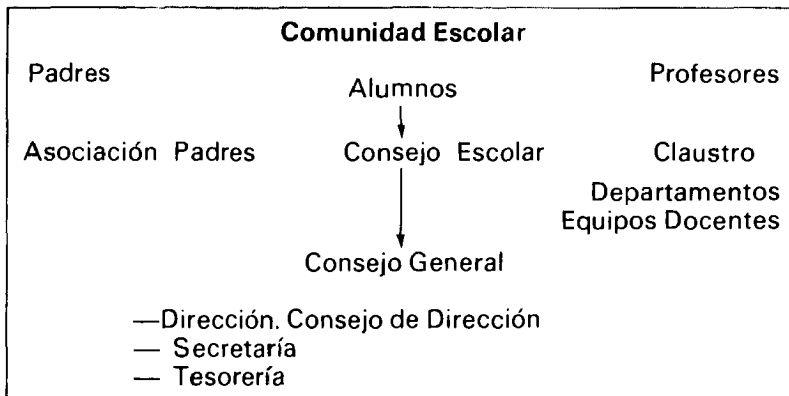 Comunidad Escolar
Padres
Alumnos
Profesores
Asociación Padres
Consejo Escolar
Claustro
Departamentos
Equipos Docentes
Consejo General
—Dirección. Consejo de Dirección
— Secretaría
— Tesorería